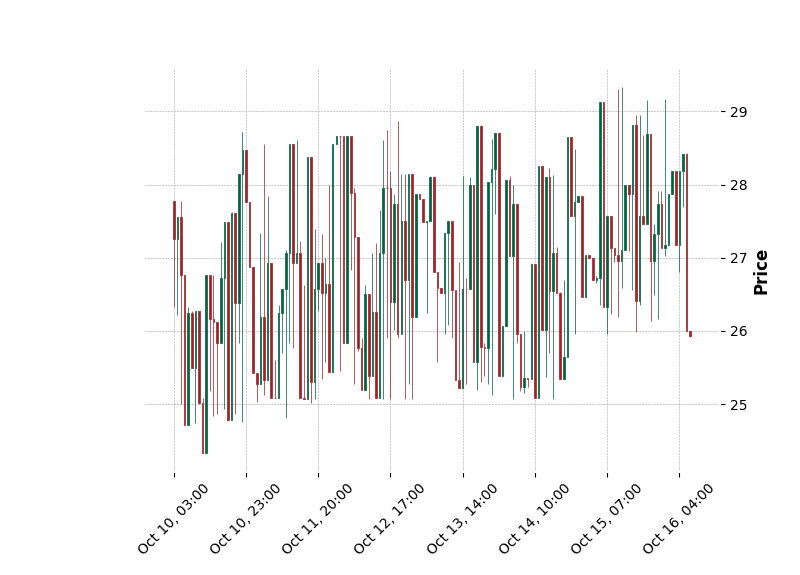 29
28
27
26
25
Price
Oct 10, 03:00
Oct 10, 23:00
Oct 11, 20:00
Oct 12, 17:00
Oct 13, 14:00
Oct 14, 10:00
Oct 15, 07:00
Oct 16, 04:00